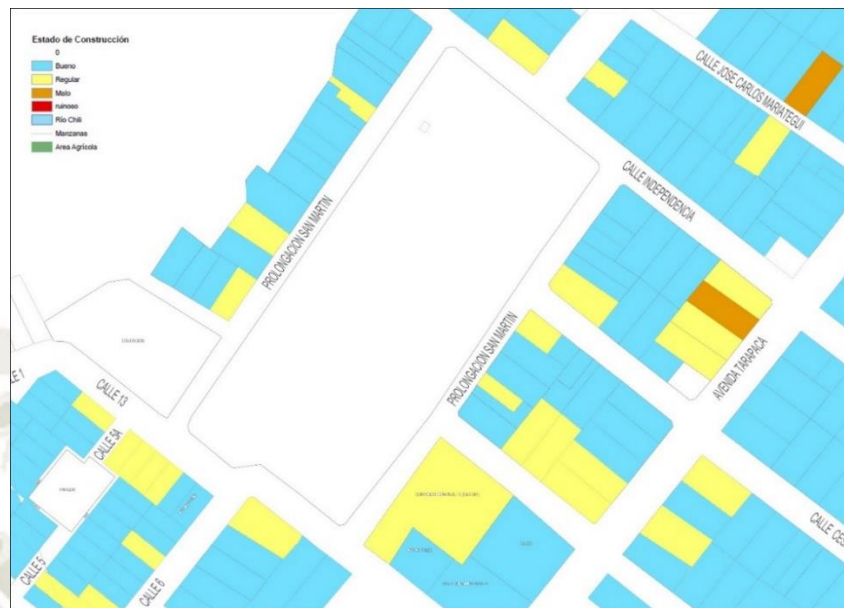 Estado de Construcción
0
Bueno
Regular
Malo
ruinoso
Río Chili
Manzanas
Area Agrícola
CALLE JOSE CARLOS MARIATEGUI
CALLE INDEPENDENCIA
PROLONGACION SAN MARTIN
PROLONGACION SAN MARTIN
AVENIDA TARAPACA
CALLE 13
CALLE 5A
CALLE 5
CALLE 6